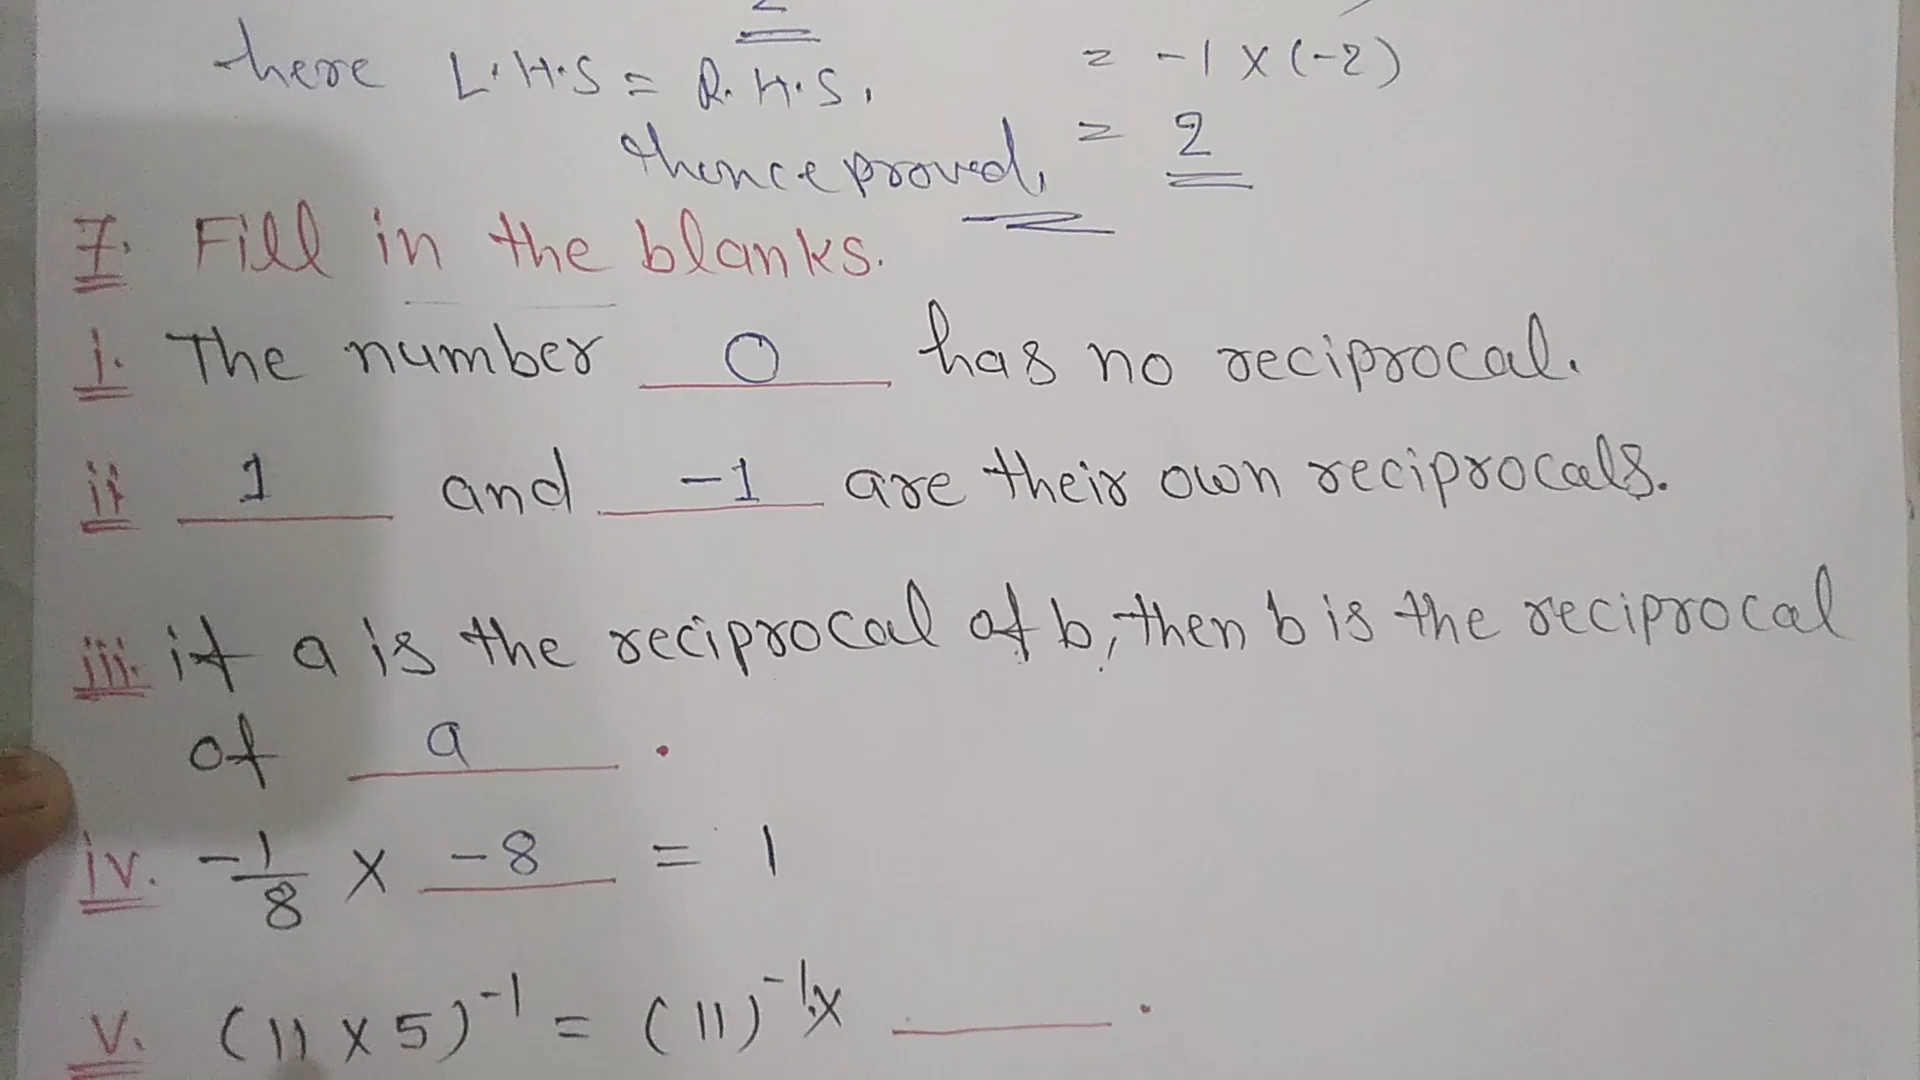 here L.H.S = R.H.S.
= -1 x (-2)
hence proved,
= 2
7. Fill in the blanks.
i. The number 0 has no reciprocal.
ii 1 and -1 are their own reciprocals.
iii. if a is the reciprocal of b, then b is the reciprocal
of a .
iv. -1/8 x -8 = 1
v. (11 x 5)^-1 = (11)^-1 x ______ .